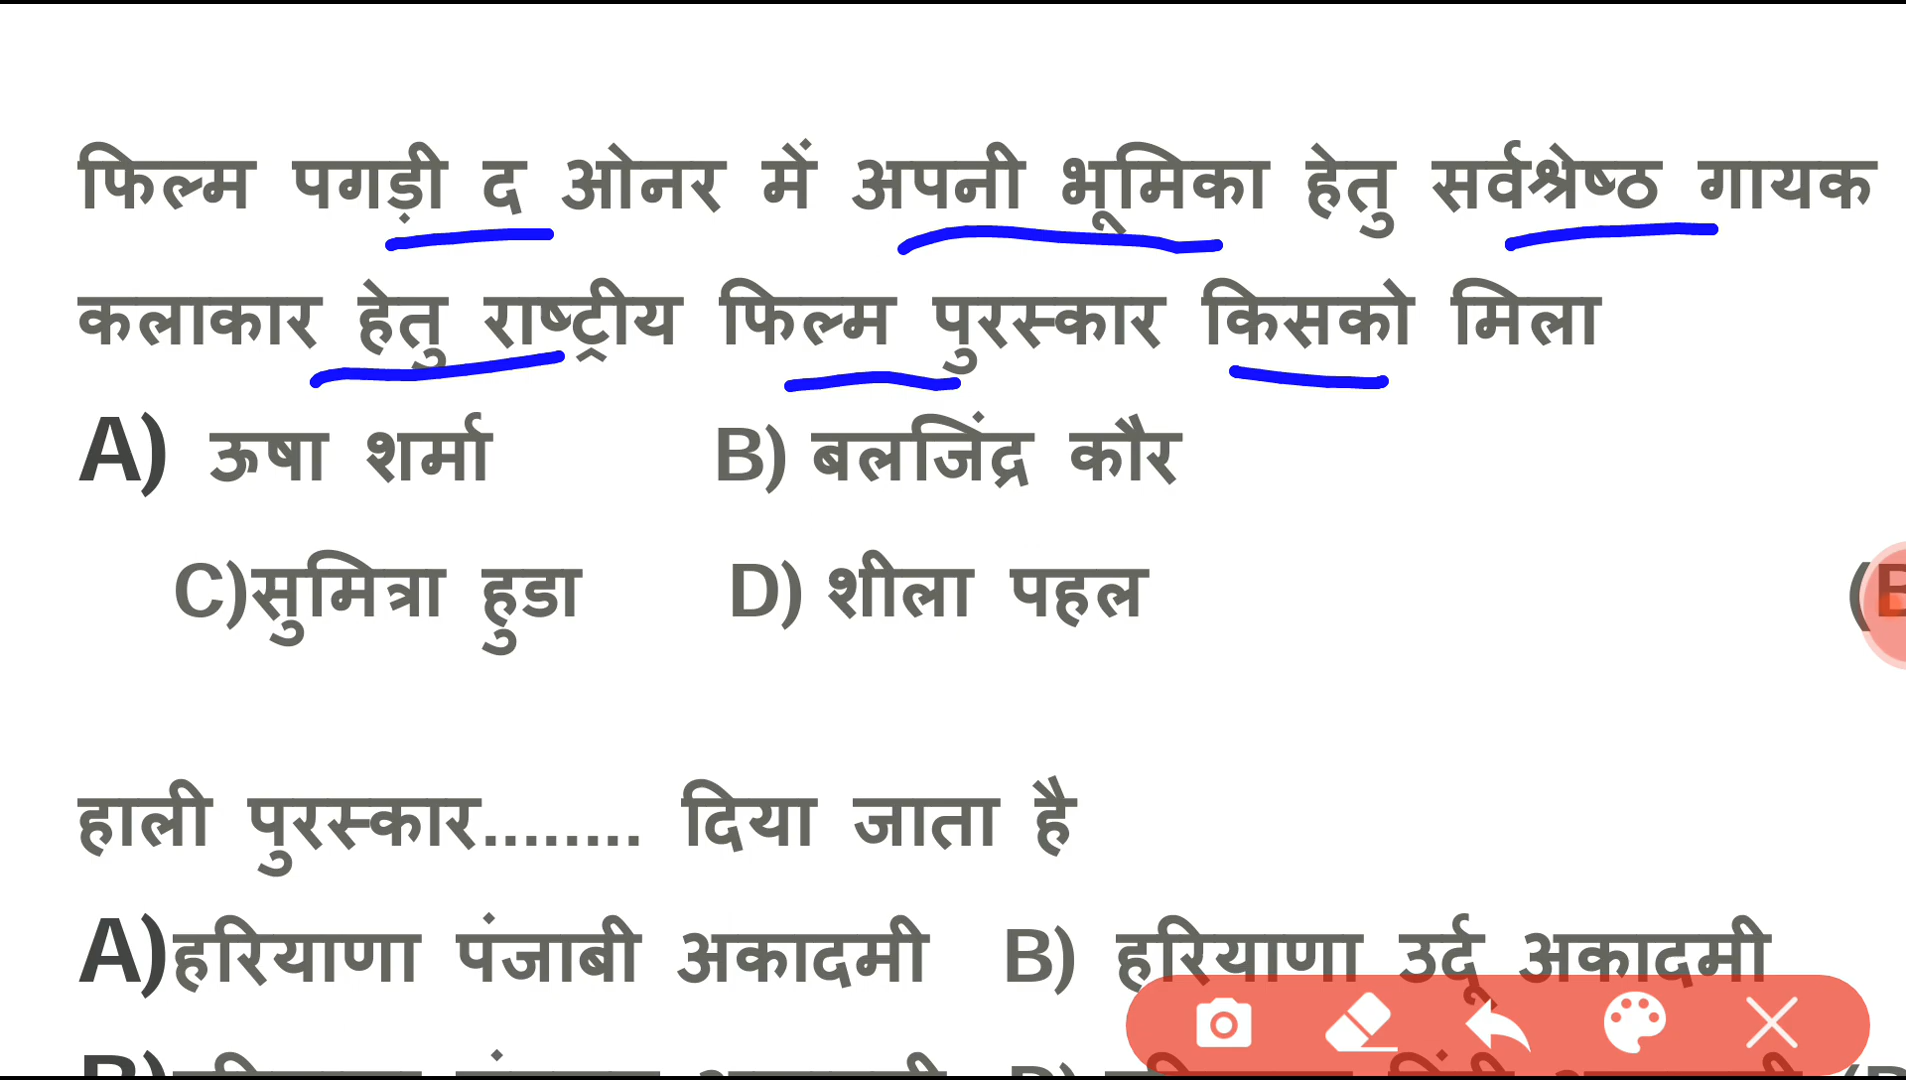 फिल्म पगड़ी द ओनर में अपनी भूमिका हेतु सर्वश्रेष्ठ गायक
कलाकार हेतु राष्ट्रीय फिल्म पुरस्कार किसको मिला
A) ऊषा शर्मा B) बलजिंद्र कौर
C)सुमित्रा हुडा D) शीला पहल (B
हाली पुरस्कार........ दिया जाता है
A)हरियाणा पंजाबी अकादमी B) हरियाणा उर्दू अकादमी